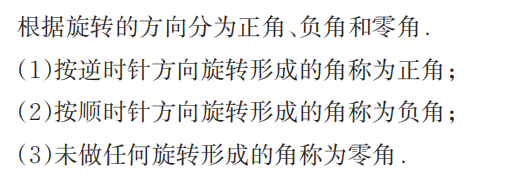 根据旋转的方向分为正角、负角和零角.
(1)按逆时针方向旋转形成的角称为正角;
(2)按顺时针方向旋转形成的角称为负角;
(3)未做任何旋转形成的角称为零角.